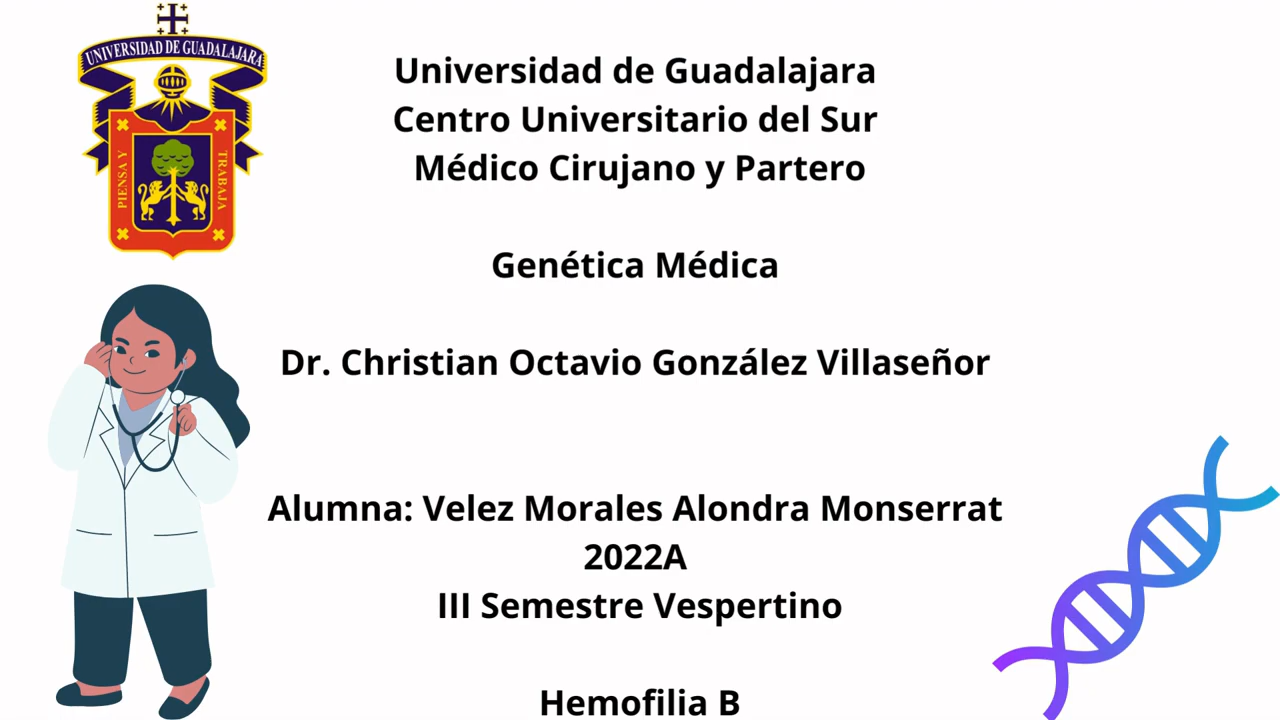 UNIVERSIDAD DE GUADALAJARA
PIENSA Y
TRABAJA
Universidad de Guadalajara
Centro Universitario del Sur
Médico Cirujano y Partero
Genética Médica
Dr. Christian Octavio González Villaseñor
Alumna: Velez Morales Alondra Monserrat
2022A
III Semestre Vespertino
Hemofilia B